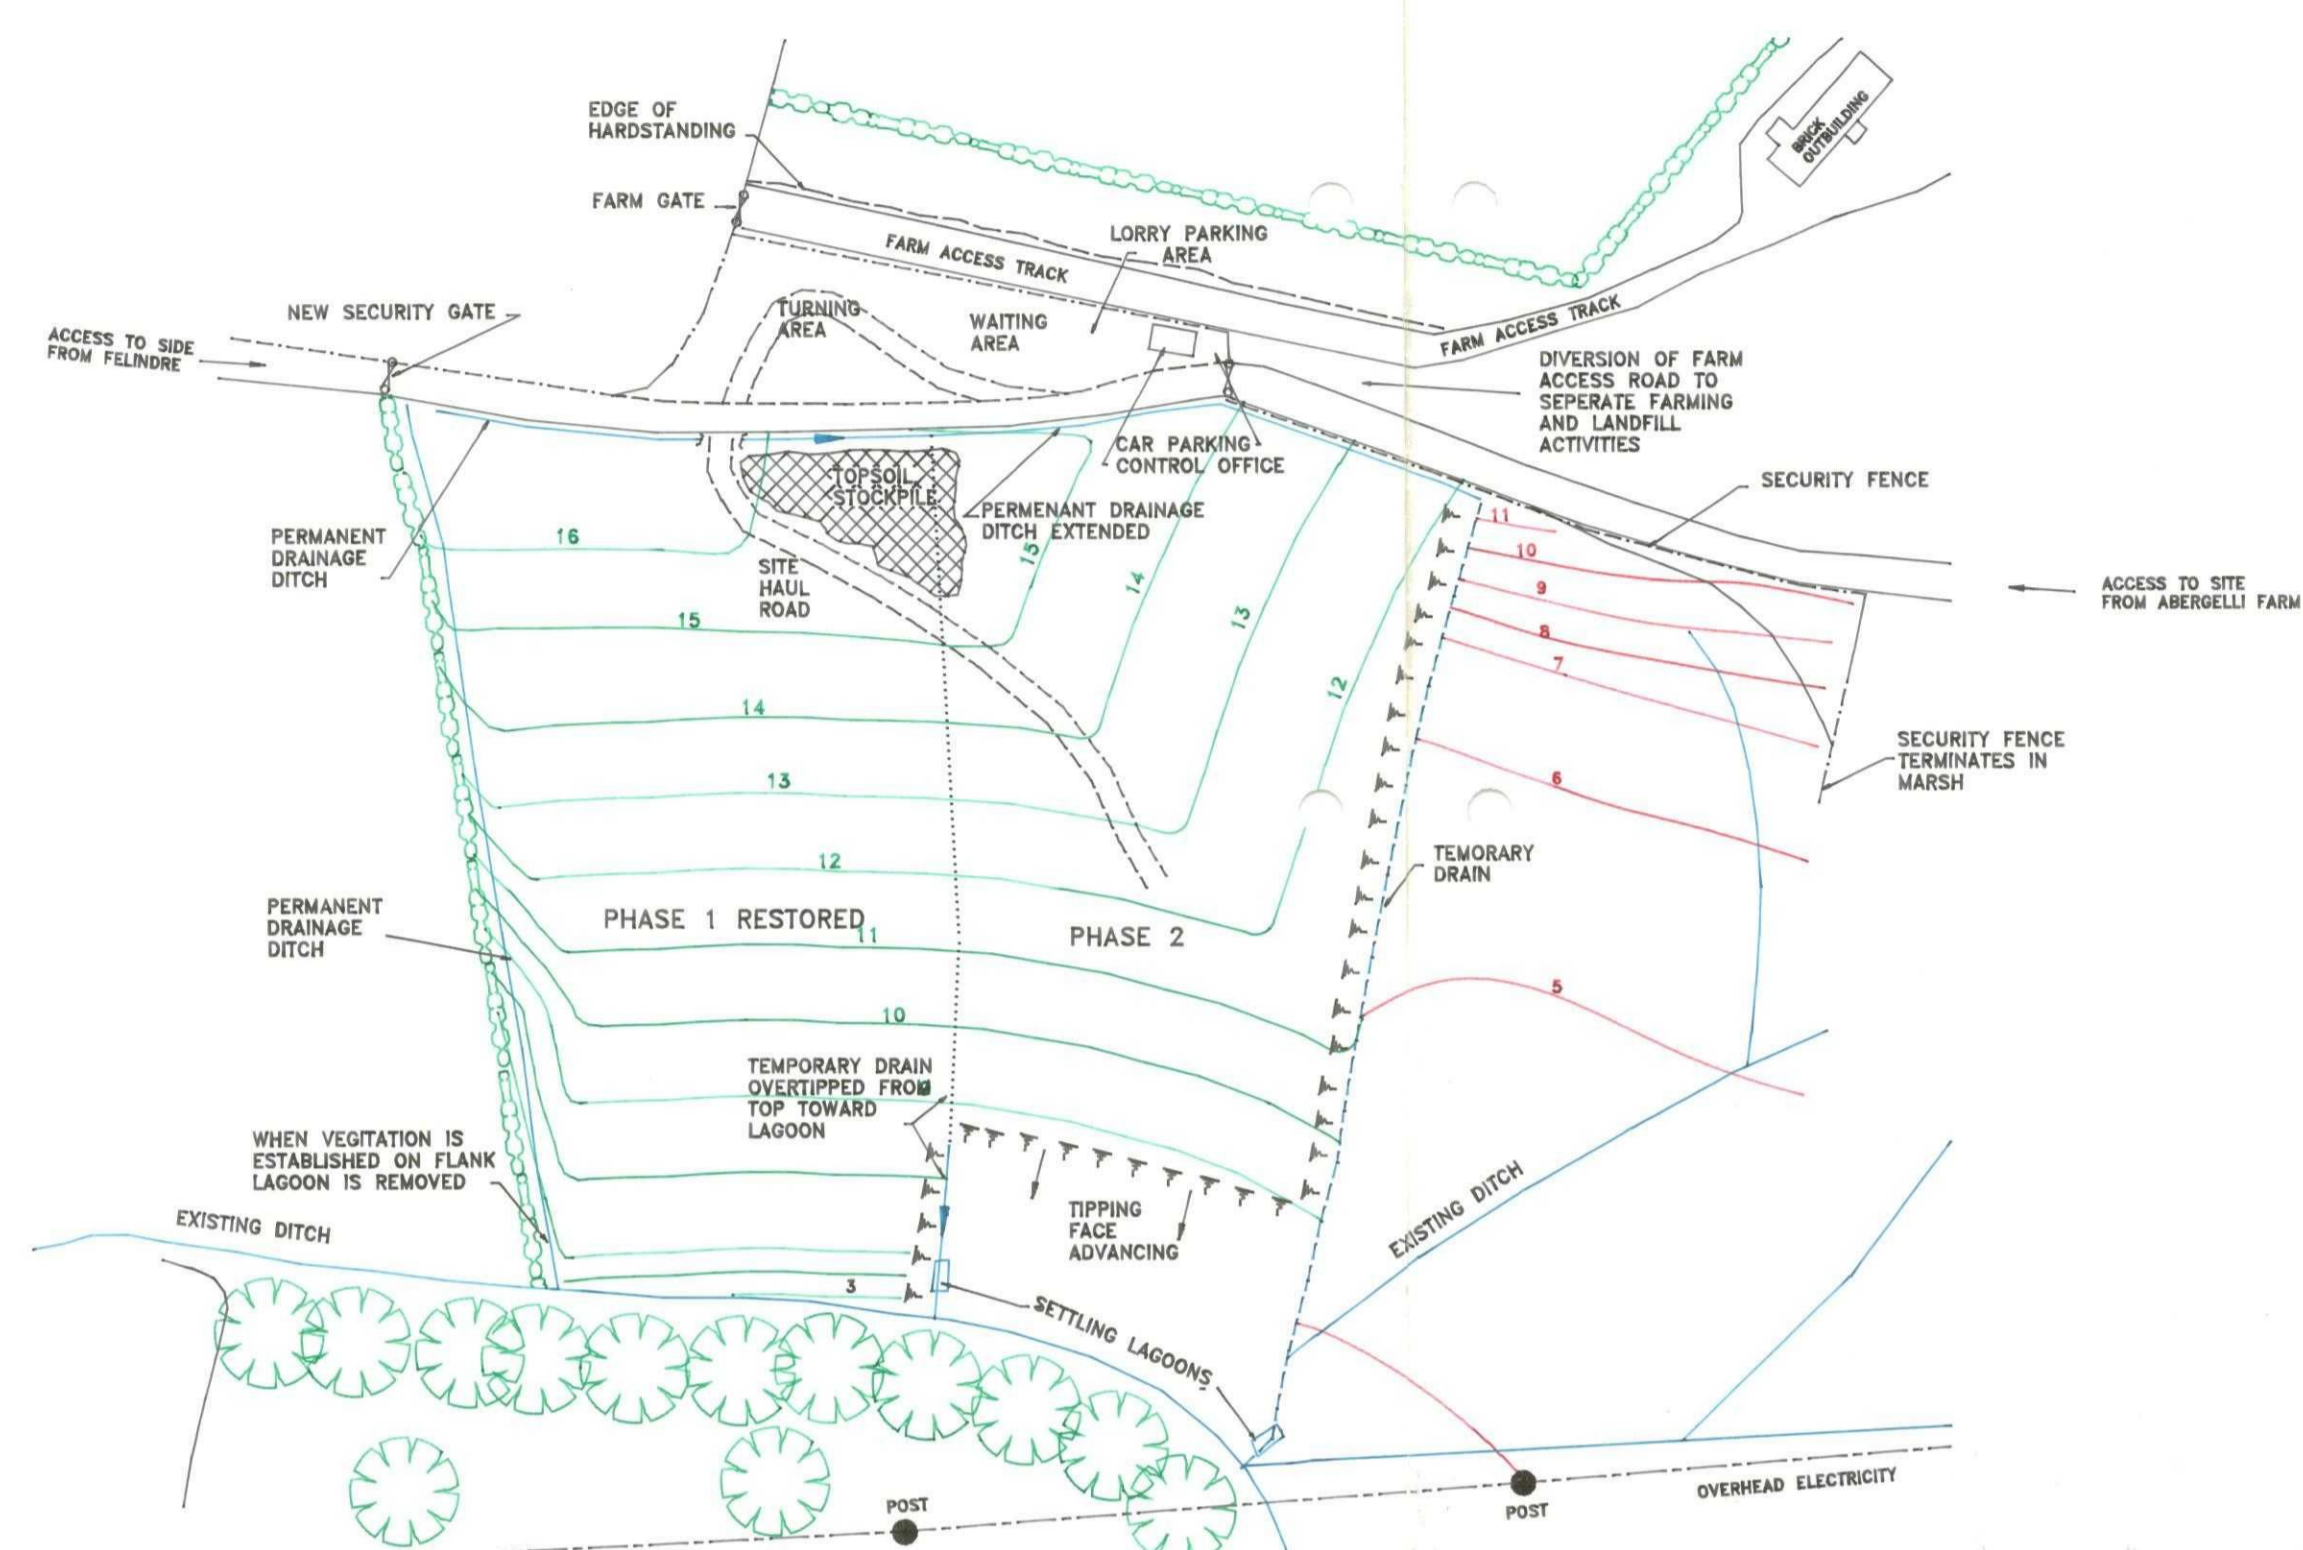 EDGE OF
HARDSTANDING
BRICK
OUTBUILDING
FARM GATE
LORRY PARKING
AREA
FARM ACCESS TRACK
NEW SECURITY GATE
TURNING
AREA
WAITING
AREA
FARM ACCESS TRACK
ACCESS TO SIDE
FROM FELINDRE
DIVERSION OF FARM
ACCESS ROAD TO
SEPERATE FARMING
AND LANDFILL
ACTIVITIES
CAR PARKING
CONTROL OFFICE
SECURITY FENCE
TOPSOIL
STOCKPILE
PERMENANT DRAINAGE
DITCH EXTENDED
PERMANENT
DRAINAGE
DITCH
16
15
14
13
12
11
10
9
8
7
6
5
SITE
HAUL
ROAD
ACCESS TO SITE
FROM ABERGELLI FARM
15
14
13
12
SECURITY FENCE
TERMINATES IN
MARSH
TEMORARY
DRAIN
PERMANENT
DRAINAGE
DITCH
PHASE 1 RESTORED
11
PHASE 2
10
TEMPORARY DRAIN
OVERTIPPED FROM
TOP TOWARD
LAGOON
WHEN VEGITATION IS
ESTABLISHED ON FLANK
LAGOON IS REMOVED
EXISTING DITCH
TIPPING
FACE
ADVANCING
EXISTING DITCH
3
SETTLING LAGOONS
POST
POST
OVERHEAD ELECTRICITY